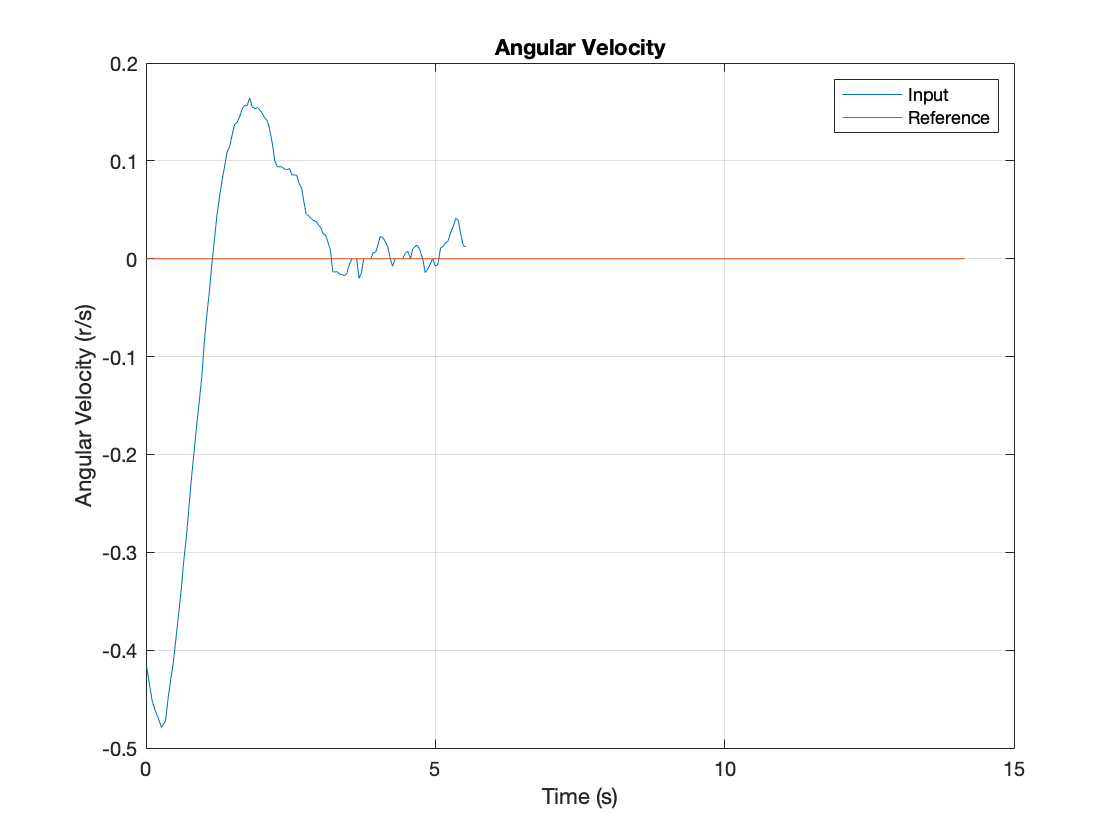 Angular Velocity
Input
Reference
0.2
0.1
0
-0.1
-0.2
-0.3
-0.4
-0.5
Angular Velocity (r/s)
0 5 10 15
Time (s)